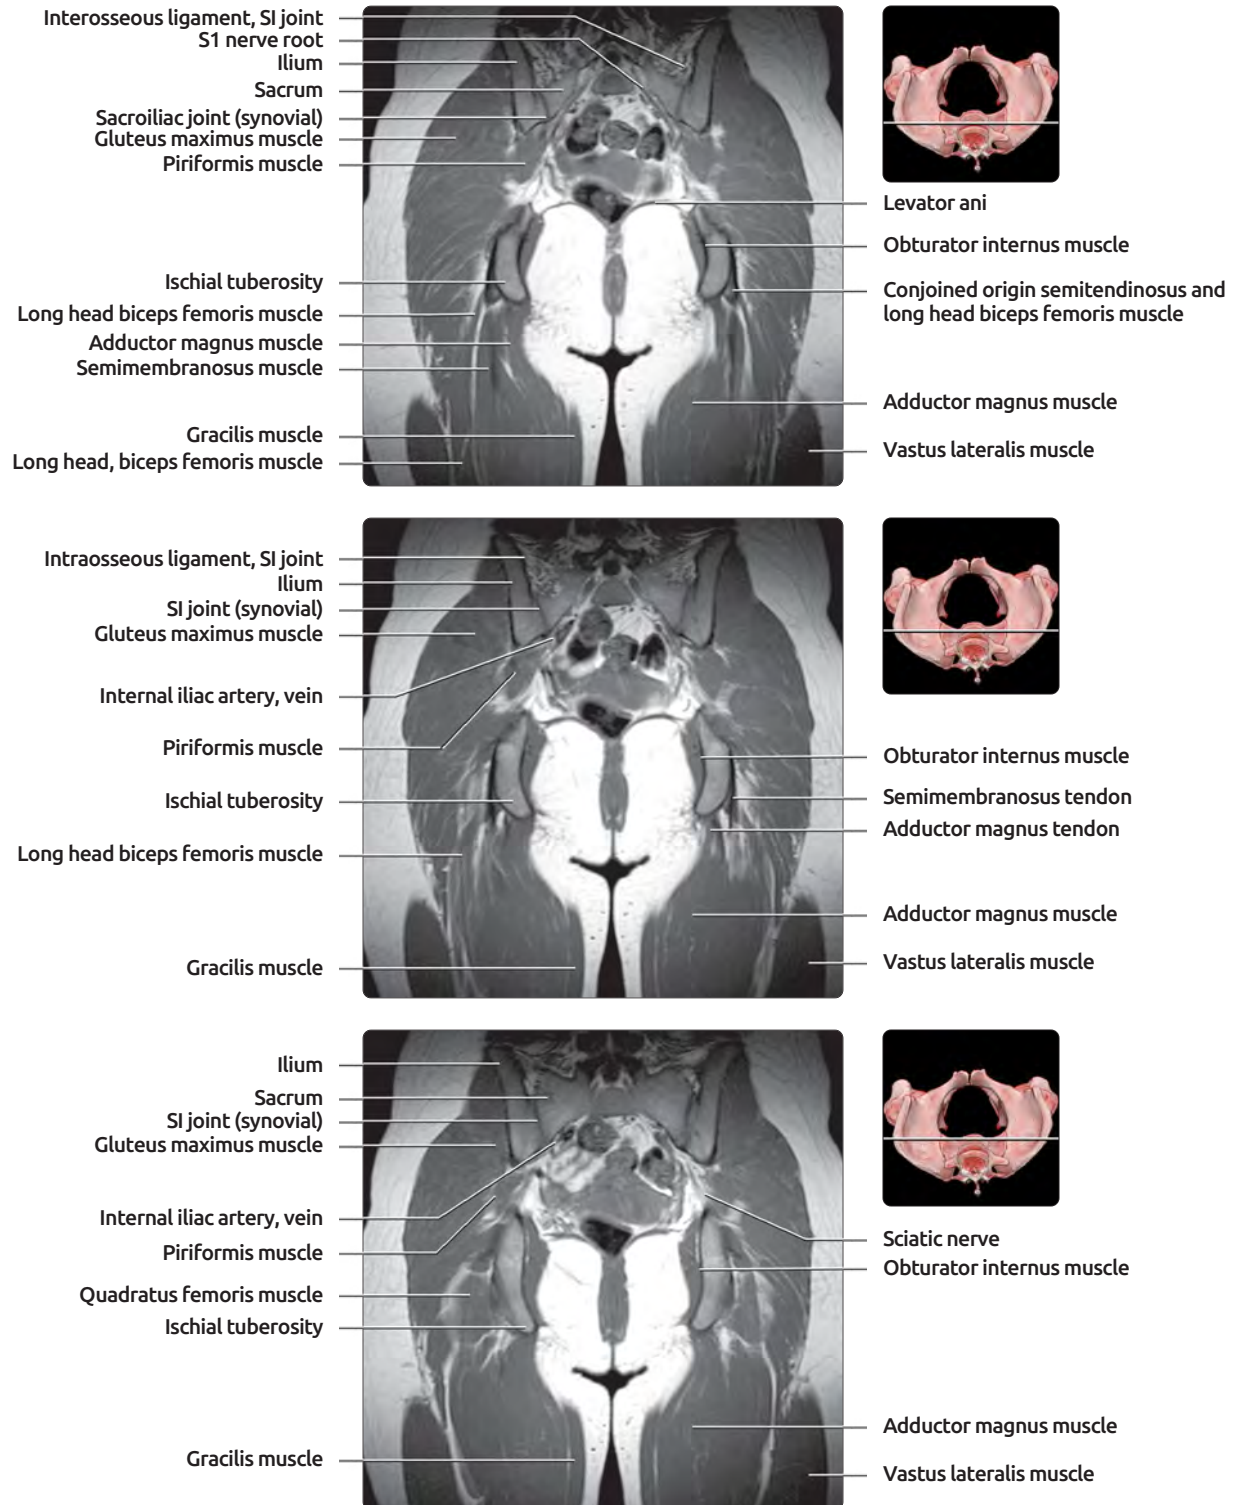 Interosseous ligament, SI joint
S1 nerve root
Ilium
Sacrum
Sacroiliac joint (synovial)
Gluteus maximus muscle
Piriformis muscle
Levator ani
Obturator internus muscle
Ischial tuberosity
Conjoined origin semitendinosus and
long head biceps femoris muscle
Long head biceps femoris muscle
Adductor magnus muscle
Semimembranosus muscle
Adductor magnus muscle
Gracilis muscle
Vastus lateralis muscle
Long head, biceps femoris muscle
Intraosseous ligament, SI joint
Ilium
SI joint (synovial)
Gluteus maximus muscle
Internal iliac artery, vein
Piriformis muscle
Obturator internus muscle
Ischial tuberosity
Semimembranosus tendon
Adductor magnus tendon
Long head biceps femoris muscle
Adductor magnus muscle
Vastus lateralis muscle
Gracilis muscle
Ilium
Sacrum
SI joint (synovial)
Gluteus maximus muscle
Internal iliac artery, vein
Sciatic nerve
Piriformis muscle
Obturator internus muscle
Quadratus femoris muscle
Ischial tuberosity
Adductor magnus muscle
Gracilis muscle
Vastus lateralis muscle